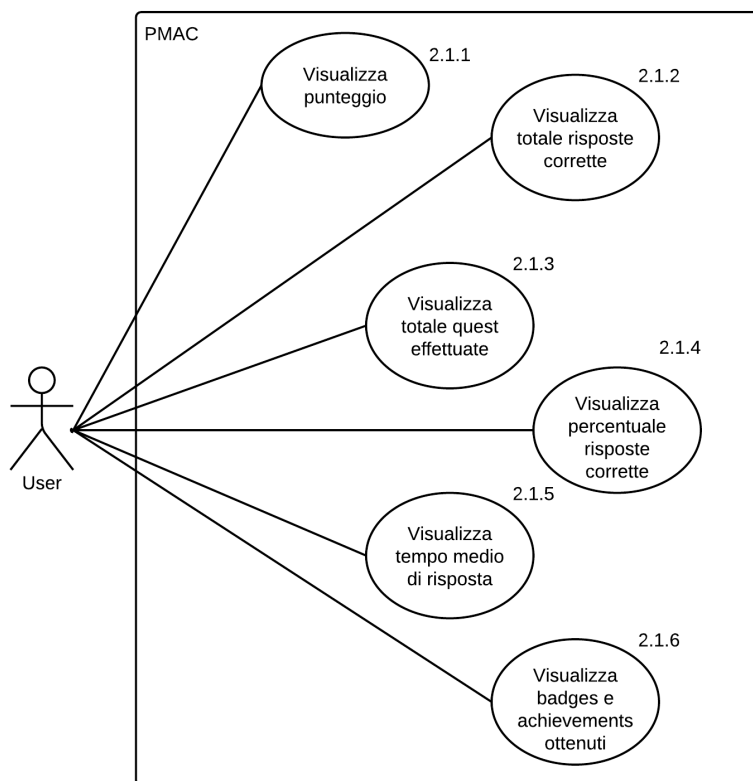 PMAC
2.1.1
Visualizza
punteggio
2.1.2
Visualizza
totale risposte
corrette
2.1.3
Visualizza
totale quest
effettuate
2.1.4
Visualizza
percentuale
risposte
corrette
User
2.1.5
Visualizza
tempo medio
di risposta
2.1.6
Visualizza
badges e
achievements
ottenuti